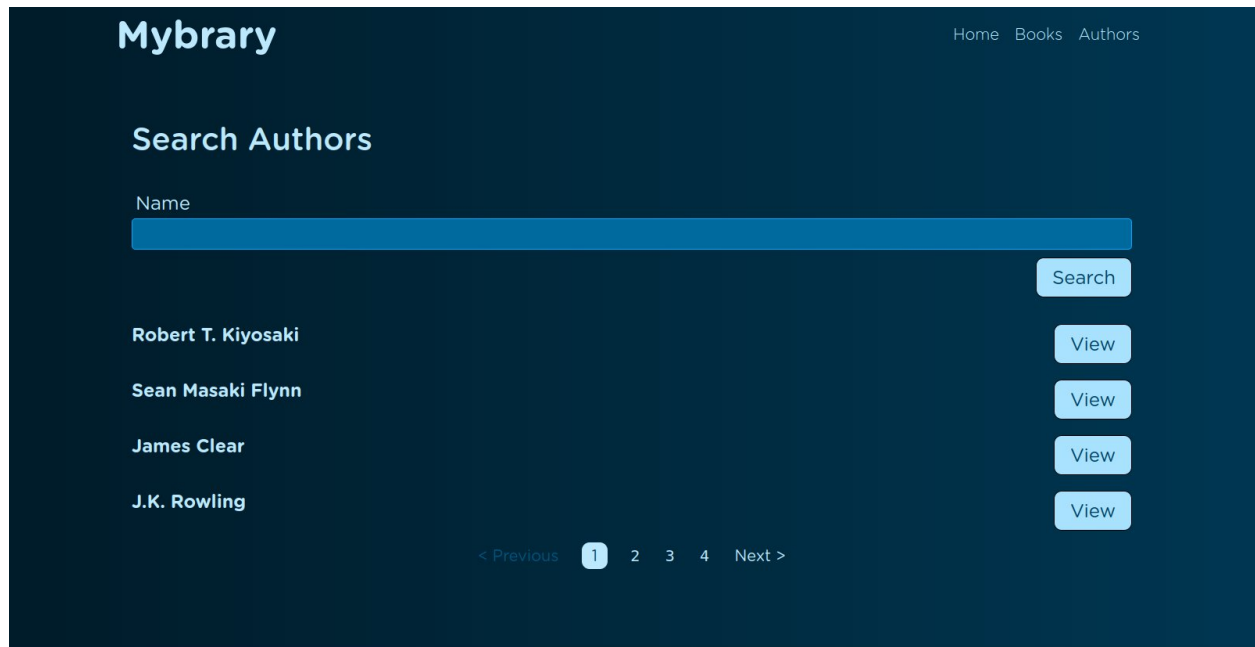 Mybrary
Home Books Authors
Search Authors
Name
Search
Robert T. Kiyosaki View
Sean Masaki Flynn View
James Clear View
J.K. Rowling View
< Previous 1 2 3 4 Next >